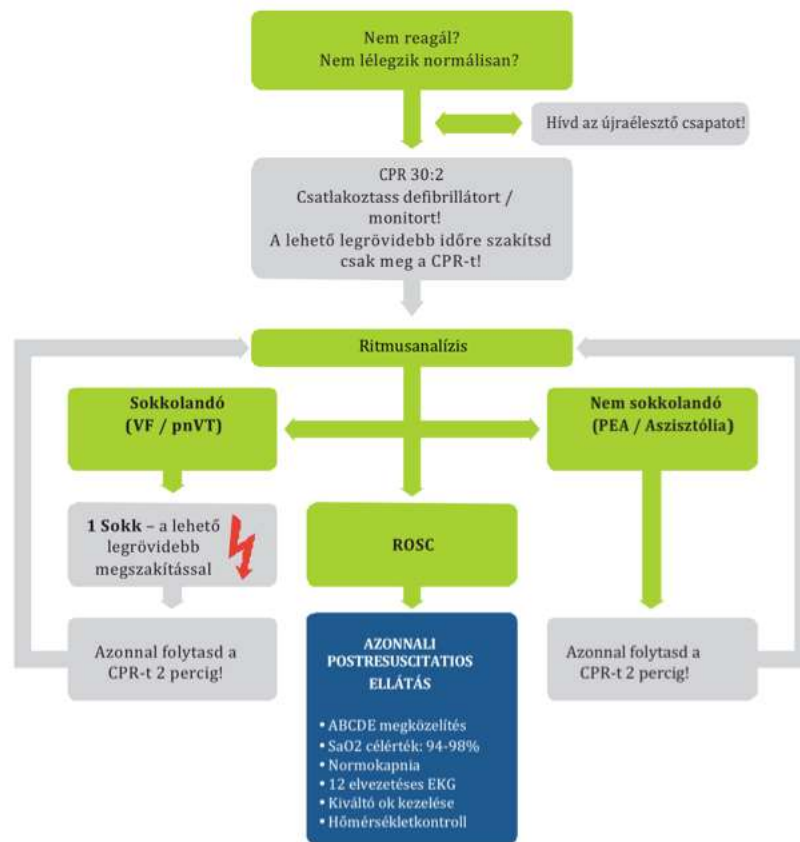 Nem reagál?
Nem lélegzik normálisan?
Hívd az újraélesztő csapatot!
CPR 30:2
Csatlakoztass defibrillátort /
monitort!
A lehető legrövidebb időre szakítsd
csak meg a CPR-t!
Ritmusanalízis
Sokkolandó
(VF / pnVT)
Nem sokkolandó
(PEA / Aszisztólia)
1 Sokk – a lehető
legrövidebb
megszakítással
ROSC
Azonnal folytasd a
CPR-t 2 percig!
AZONNALI
POSTRESUSCITATIOS
ELLÁTÁS
• ABCDE megközelítés
• SaO2 célérték: 94-98%
• Normokapnia
• 12 elvezetéses EKG
• Kiváltó ok kezelése
• Hőmérsékletkontroll
Azonnal folytasd a
CPR-t 2 percig!